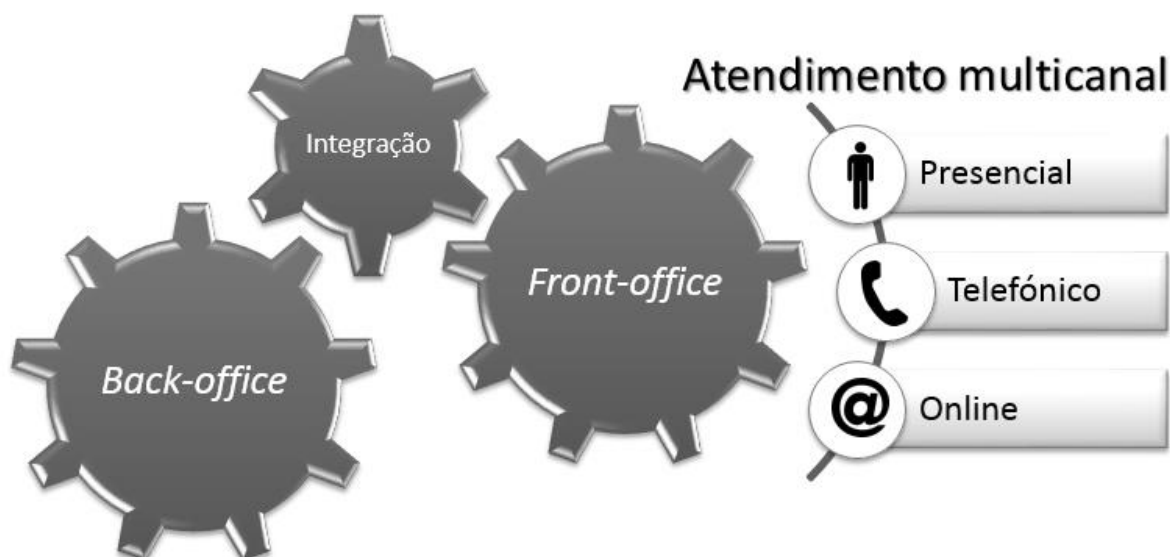 Atendimento multicanal
Integração
Presencial
Front-office
Telefónico
Back-office
Online